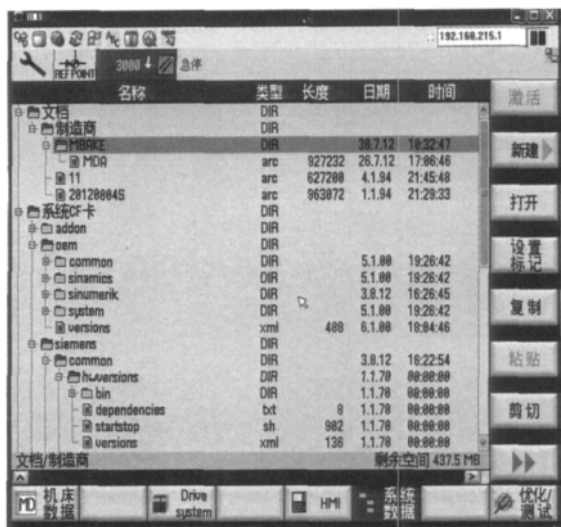 192.168.215.1
REFPOINT 3000 急停
名称 类型 长度 日期 时间
文档 DIR
制造商 DIR
MBAKE DIR 30.7.12 10:32:47
MDA arc 927232 26.7.12 17:06:46
11 arc 627200 4.1.94 21:45:48
20120804S arc 963072 1.1.94 21:29:33
系统CF卡 DIR
addon DIR
oem DIR
common DIR 5.1.00 19:26:42
sinamics DIR 5.1.00 19:26:42
sinumerik DIR 3.8.12 16:26:45
system DIR 5.1.00 19:26:42
versions xml 408 6.1.00 18:04:46
siemens DIR
common DIR 3.8.12 16:22:54
hwversions DIR 1.1.70 00:00:00
bin DIR 1.1.70 00:00:00
dependencies txt 8 1.1.70 00:00:00
startstop sh 902 1.1.70 00:00:00
versions xml 136 1.1.70 00:00:00
文档/制造商 剩余空间 437.5 MB
激活
新建
打开
设置
标记
复制
粘贴
剪切
MD 机床
数据
Drive
system
HMI
系统
数据
优化/
测试